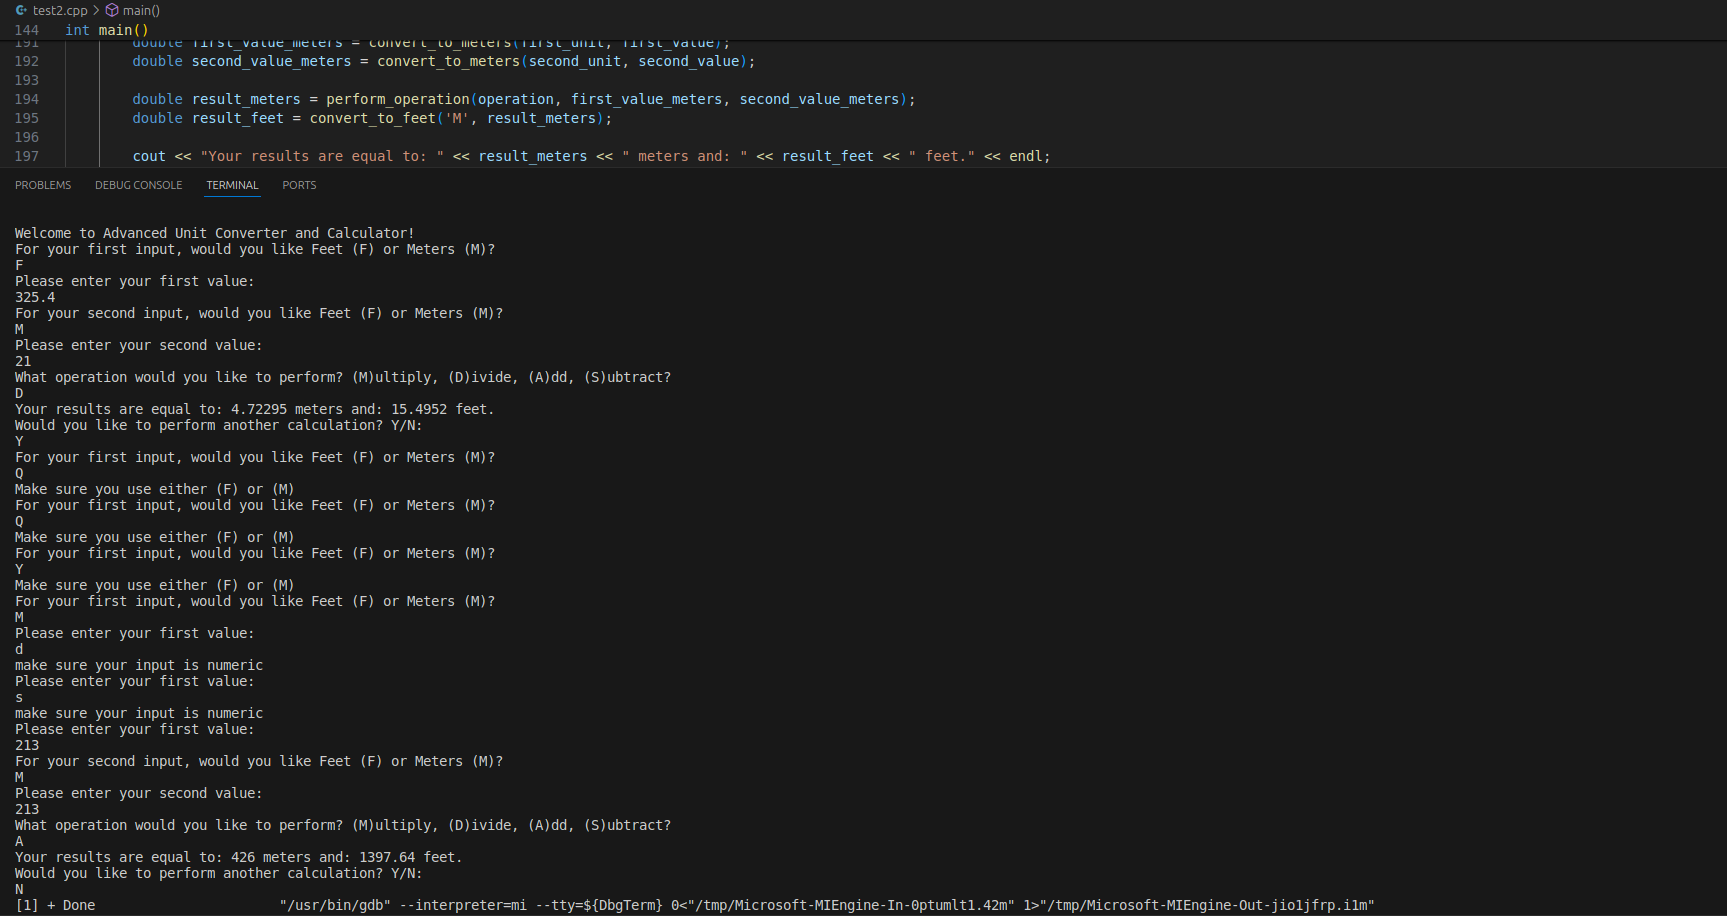 test2.cpp > main()
144 int main()
191 double first_value_meters = convert_to_meters(first_unit, first_value);
192 double second_value_meters = convert_to_meters(second_unit, second_value);
193
194 double result_meters = perform_operation(operation, first_value_meters, second_value_meters);
195 double result_feet = convert_to_feet('M', result_meters);
196
197 cout << "Your results are equal to: " << result_meters << " meters and: " << result_feet << " feet." << endl;
PROBLEMS DEBUG CONSOLE TERMINAL PORTS
Welcome to Advanced Unit Converter and Calculator!
For your first input, would you like Feet (F) or Meters (M)?
F
Please enter your first value:
325.4
For your second input, would you like Feet (F) or Meters (M)?
M
Please enter your second value:
21
What operation would you like to perform? (M)ultiply, (D)ivide, (A)dd, (S)ubtract?
D
Your results are equal to: 4.72295 meters and: 15.4952 feet.
Would you like to perform another calculation? Y/N:
Y
For your first input, would you like Feet (F) or Meters (M)?
Q
Make sure you use either (F) or (M)
For your first input, would you like Feet (F) or Meters (M)?
Q
Make sure you use either (F) or (M)
For your first input, would you like Feet (F) or Meters (M)?
Y
Make sure you use either (F) or (M)
For your first input, would you like Feet (F) or Meters (M)?
M
Please enter your first value:
d
make sure your input is numeric
Please enter your first value:
s
make sure your input is numeric
Please enter your first value:
213
For your second input, would you like Feet (F) or Meters (M)?
M
Please enter your second value:
213
What operation would you like to perform? (M)ultiply, (D)ivide, (A)dd, (S)ubtract?
A
Your results are equal to: 426 meters and: 1397.64 feet.
Would you like to perform another calculation? Y/N:
N
[1] + Done "/usr/bin/gdb" --interpreter=mi --tty=${DbgTerm} 0<"/tmp/Microsoft-MIEngine-In-0ptumlt1.42m" 1>"/tmp/Microsoft-MIEngine-Out-jio1jfrp.i1m"